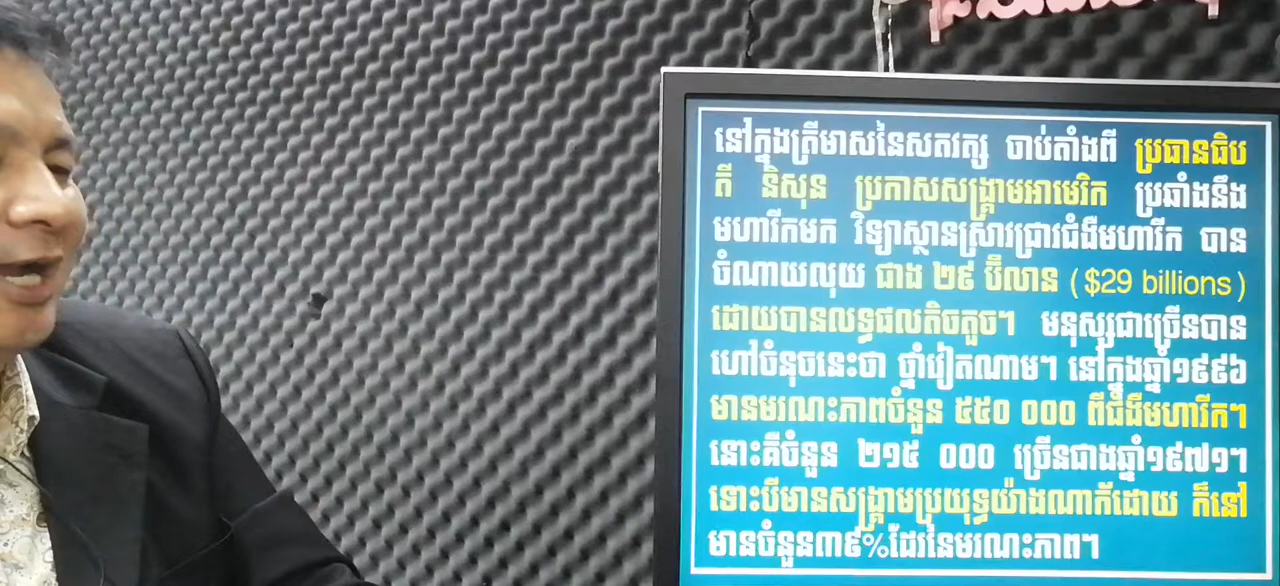 នៅក្នុងត្រីមាសនៃសតវត្ស ចាប់តាំងពី ប្រធានធិប
តី និសុន ប្រកាសសង្គ្រាមអាមេរិក ប្រឆាំងនឹង
មហារីកមក វិទ្យាស្ថានស្រាវជ្រាវជំងឺមហារីក បាន
ចំណាយលុយ ជាង ២៩ ប៊ីលាន ($29 billions)
ដោយបានលទ្ធផលតិចតួច។ មនុស្សជាច្រើនបាន
ហៅចំនុចនេះថា ថ្នាំវៀតណាម។ នៅក្នុងឆ្នាំ១៩៩៦
មានមរណះភាពចំនួន ៥៥០ ០០០ ពីជំងឺមហារីក។
នោះគឺចំនួន ២១៥ ០០០ ច្រើនជាងឆ្នាំ១៩៧១។
ទោះបីមានសង្គ្រាមប្រយុទ្ធយ៉ាងណាក័ដោយ ក៏នៅ
មានចំនួន៣៩%ដែរនៃមរណះភាព។